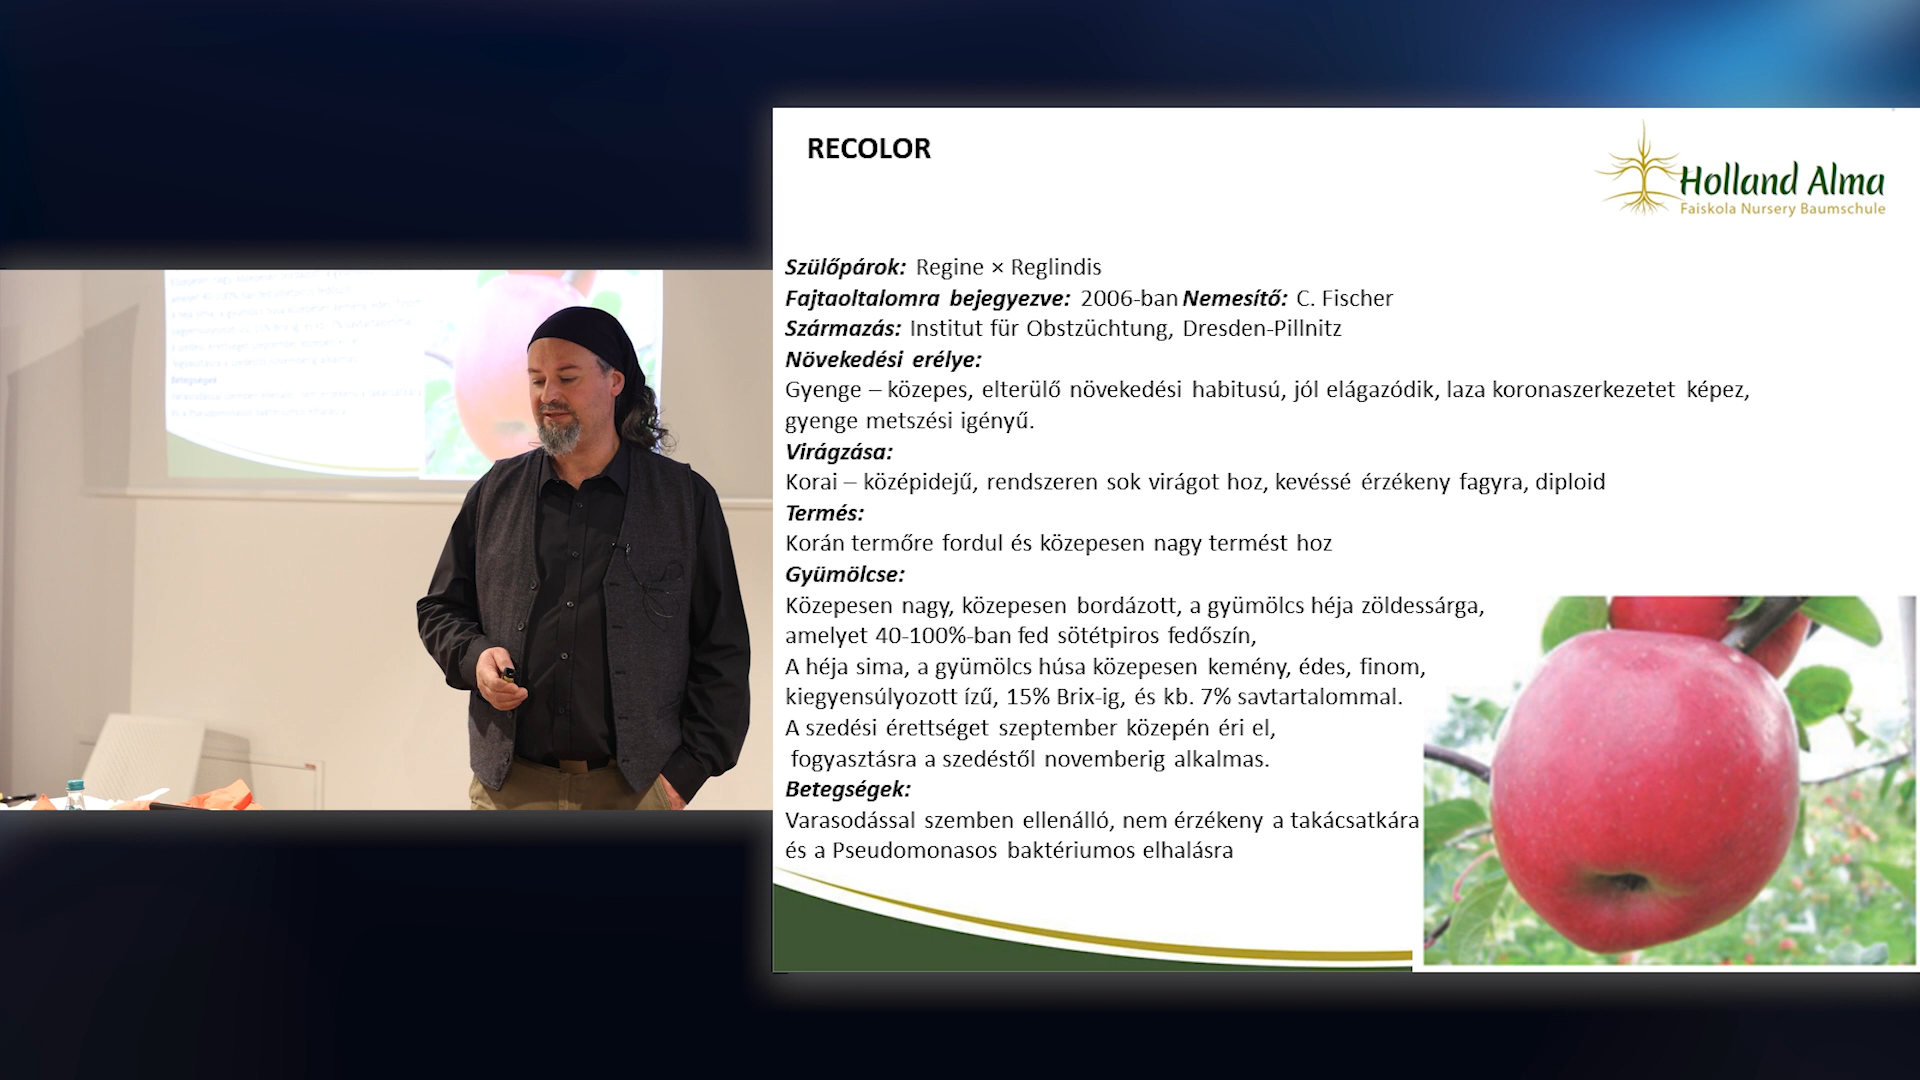 RECOLOR
Holland Alma
Faiskola Nursery Baumschule
Szülőpárok: Regine × Reglindis
Fajtaoltalomra bejegyezve: 2006-ban Nemesítő: C. Fischer
Származás: Institut für Obstzüchtung, Dresden-Pillnitz
Növekedési erélye:
Gyenge – közepes, elterülő növekedési habitusú, jól elágazódik, laza koronaszerkezetet képez,
gyenge metszési igényű.
Virágzása:
Korai – középidejű, rendszeren sok virágot hoz, kevéssé érzékeny fagyra, diploid
Termés:
Korán termőre fordul és közepesen nagy termést hoz
Gyümölcse:
Közepesen nagy, közepesen bordázott, a gyümölcs héja zöldessárga,
amelyet 40-100%-ban fed sötétpiros fedőszín,
A héja sima, a gyümölcs húsa közepesen kemény, édes, finom,
kiegyensúlyozott ízű, 15% Brix-ig, és kb. 7% savtartalommal.
A szedési érettséget szeptember közepén éri el,
fogyasztásra a szedéstől novemberig alkalmas.
Betegségek:
Varasodással szemben ellenálló, nem érzékeny a takácsatkára
és a Pseudomonasos baktériumos elhalásra
Betegségek